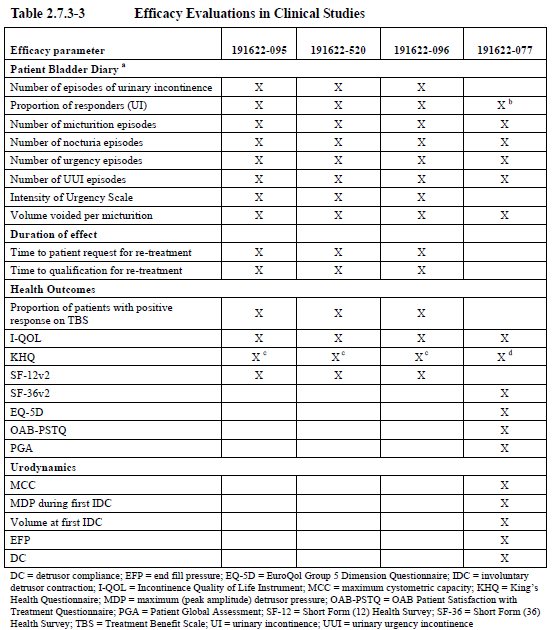 Table 2.7.3-3 Efficacy Evaluations in Clinical Studies
Efficacy parameter 191622-095 191622-520 191622-096 191622-077
Patient Bladder Diary a
Number of episodes of urinary incontinence X X X
Proportion of responders (UI) X X X X b
Number of micturition episodes X X X X
Number of nocturia episodes X X X X
Number of urgency episodes X X X X
Number of UUI episodes X X X X
Intensity of Urgency Scale X X X
Volume voided per micturition X X X X
Duration of effect
Time to patient request for re-treatment X X X
Time to qualification for re-treatment X X X
Health Outcomes
Proportion of patients with positive
response on TBS X X X
I-QOL X X X X
KHQ X c X c X c X d
SF-12v2 X X X
SF-36v2 X
EQ-5D X
OAB-PSTQ X
PGA X
Urodynamics
MCC X
MDP during first IDC X
Volume at first IDC X
EFP X
DC X
DC = detrusor compliance; EFP = end fill pressure; EQ-5D = EuroQol Group 5 Dimension Questionnaire; IDC = involuntary
detrusor contraction; I-QOL = Incontinence Quality of Life Instrument; MCC = maximum cystometric capacity; KHQ = King's
Health Questionnaire; MDP = maximum (peak amplitude) detrusor pressure; OAB-PSTQ = OAB Patient Satisfaction with
Treatment Questionnaire; PGA = Patient Global Assessment; SF-12 = Short Form (12) Health Survey; SF-36 = Short Form (36)
Health Survey; TBS = Treatment Benefit Scale; UI = urinary incontinence; UUI = urinary urgency incontinence